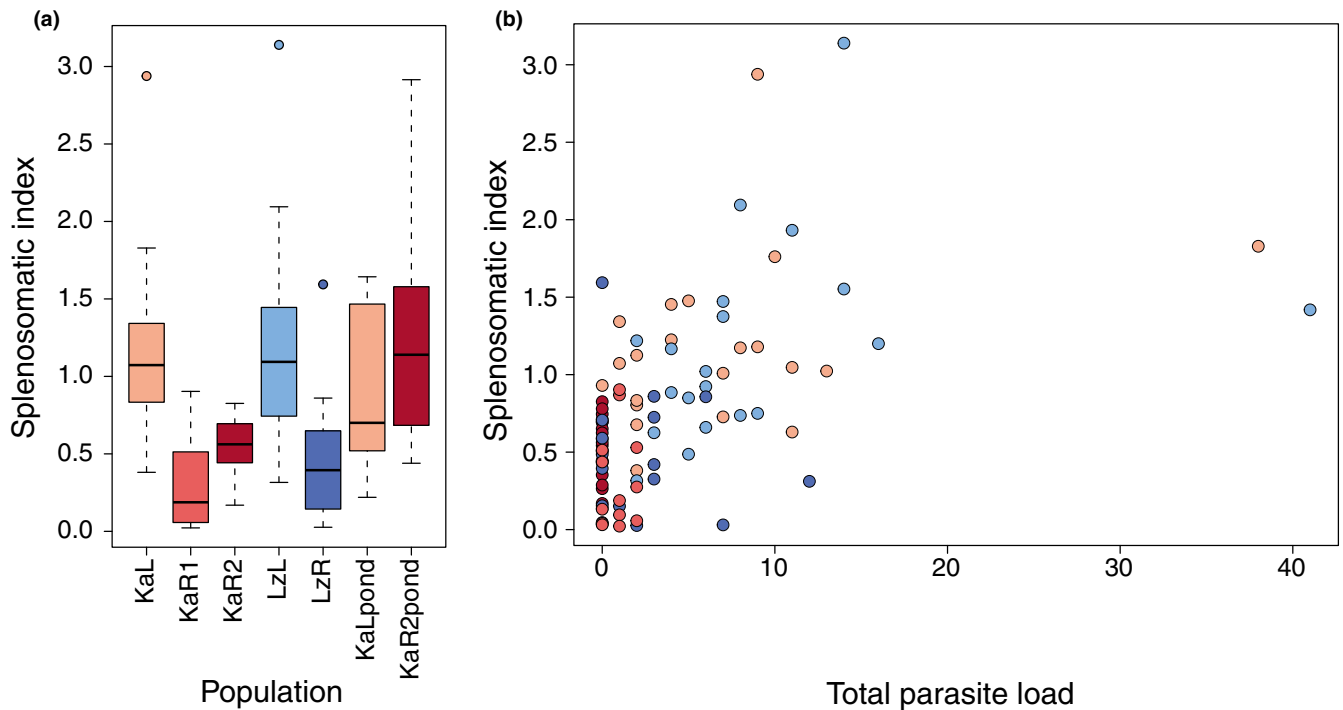 (a)
Splenosomatic index
3.0
2.5
2.0
1.5
1.0
0.5
0.0
KaL
KaR1
KaR2
LzL
LzR
KaLpond
KaR2pond
Population
(b)
Splenosomatic index
3.0
2.5
2.0
1.5
1.0
0.5
0.0
0 10 20 30 40
Total parasite load